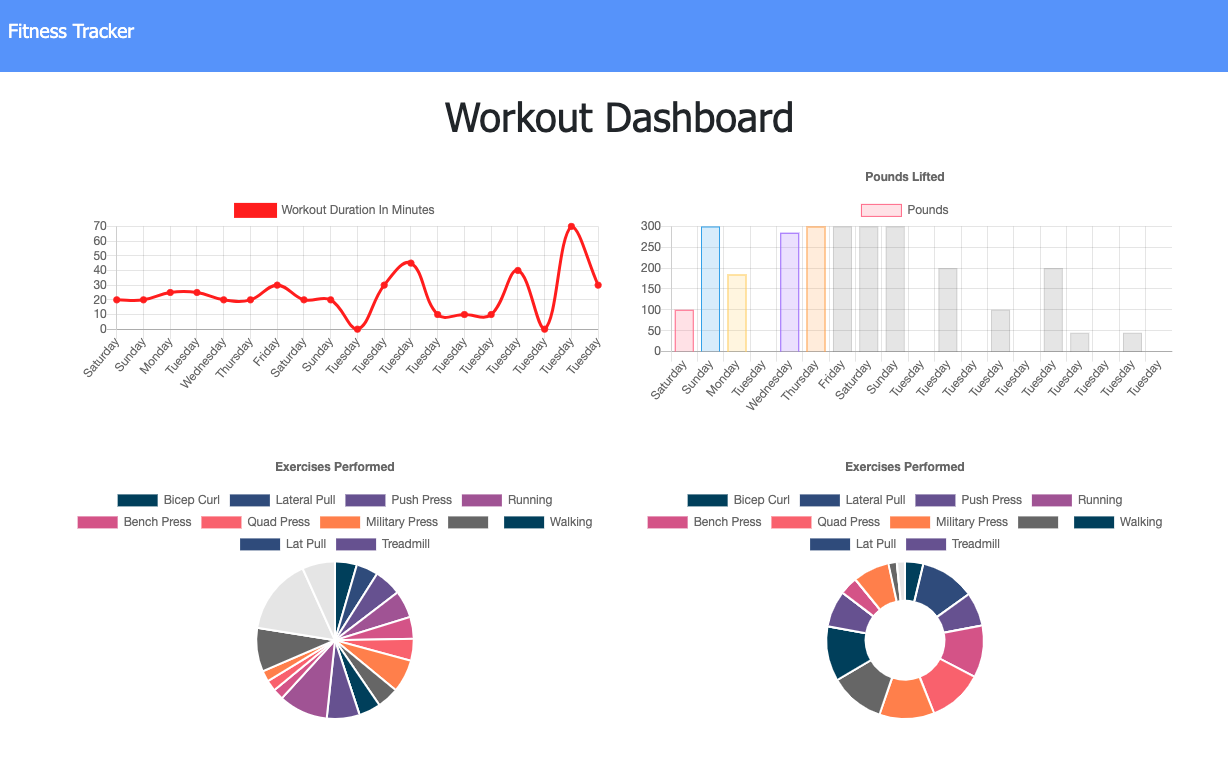 Fitness Tracker
Workout Dashboard
Workout Duration In Minutes
70
60
50
40
30
20
10
0
Saturday Sunday Monday Tuesday Wednesday Thursday Friday Saturday Sunday Tuesday Tuesday Tuesday Tuesday Tuesday Tuesday Tuesday Tuesday Tuesday Tuesday
Pounds Lifted
Pounds
300
250
200
150
100
50
0
Saturday Sunday Monday Tuesday Wednesday Thursday Friday Saturday Sunday Tuesday Tuesday Tuesday Tuesday Tuesday Tuesday Tuesday Tuesday Tuesday Tuesday
Exercises Performed
Bicep Curl Lateral Pull Push Press Running
Bench Press Quad Press Military Press Walking
Lat Pull Treadmill
Exercises Performed
Bicep Curl Lateral Pull Push Press Running
Bench Press Quad Press Military Press Walking
Lat Pull Treadmill